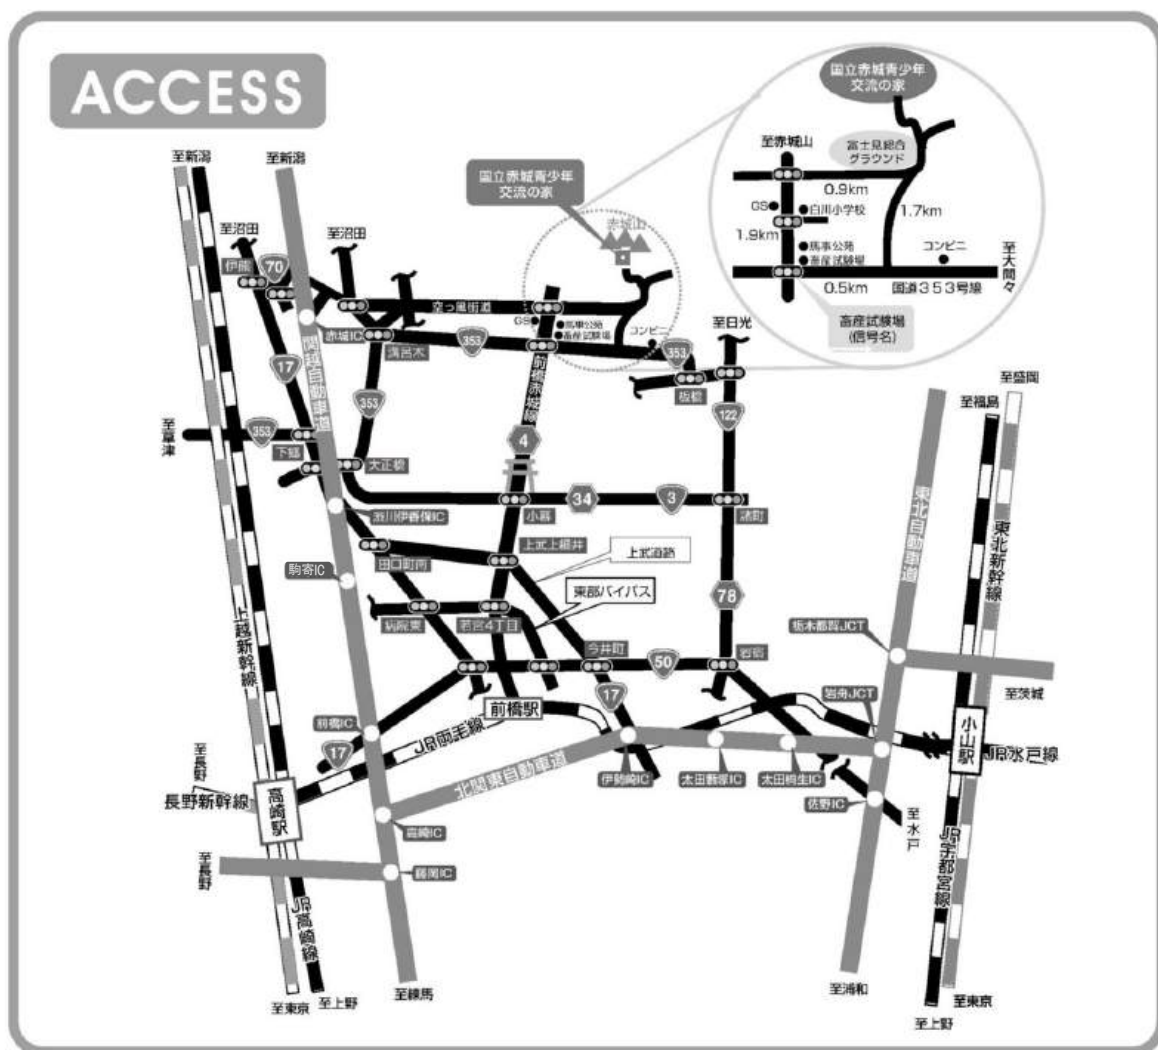 ACCESS
国立赤城青少年
交流の家
至赤城山
富士見総合
グラウンド
0.9km
GS
白川小学校
1.7km
1.9km
馬事公苑
畜産試験場
コンビニ
至大間々
0.5km
国道353号線
畜産試験場
(信号名)
至新潟
至新潟
国立赤城青少年
交流の家
赤城山
至沼田
至沼田
伊熊
70
空っ風街道
GS
馬事公苑
畜産試験場
コンビニ
至日光
赤城IC
溝呂木
353
353
板橋
17
関越自動車道
前橋赤城線
353
122
至盛岡
至福島
至草津
353
下郷
大正橋
4
34
3
小暮
東北自動車道
東北新幹線
渋川伊香保IC
上武上細井
田口町南
上武道路
駒寄IC
東部バイパス
78
病院東
若宮4丁目
上越新幹線
今井町
50
岩宿
栃木都賀JCT
至茨城
17
前橋駅
岩舟JCT
小山駅
JR水戸線
前橋IC
17
JR両毛線
北関東自動車道
伊勢崎IC
太田藪塚IC
太田桐生IC
佐野IC
至水戸
至長野
長野新幹線
高崎駅
高崎IC
至長野
藤岡IC
JR高崎線
JR宇都宮線
至東京
至上野
至練馬
至浦和
至東京
至上野